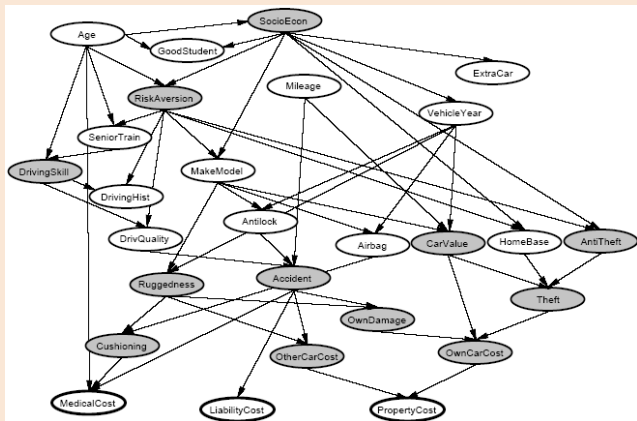 SocioEcon
Age
GoodStudent
ExtraCar
Mileage
RiskAversion
VehicleYear
SeniorTrain
DrivingSkill
MakeModel
DrivingHist
Antilock
DrivQuality
Airbag
CarValue
HomeBase
AntiTheft
Ruggedness
Accident
Theft
OwnDamage
Cushioning
OtherCarCost
OwnCarCost
MedicalCost
LiabilityCost
PropertyCost